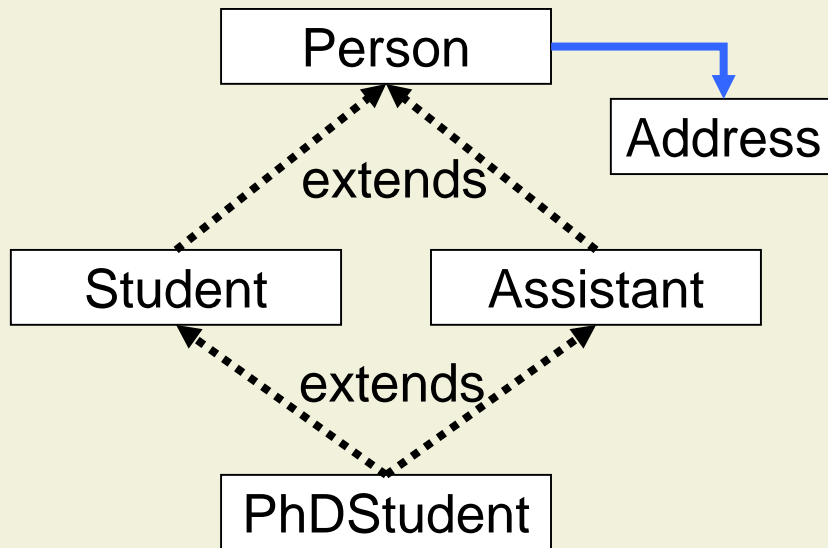 Person
Address
extends
Student
Assistant
extends
PhDStudent